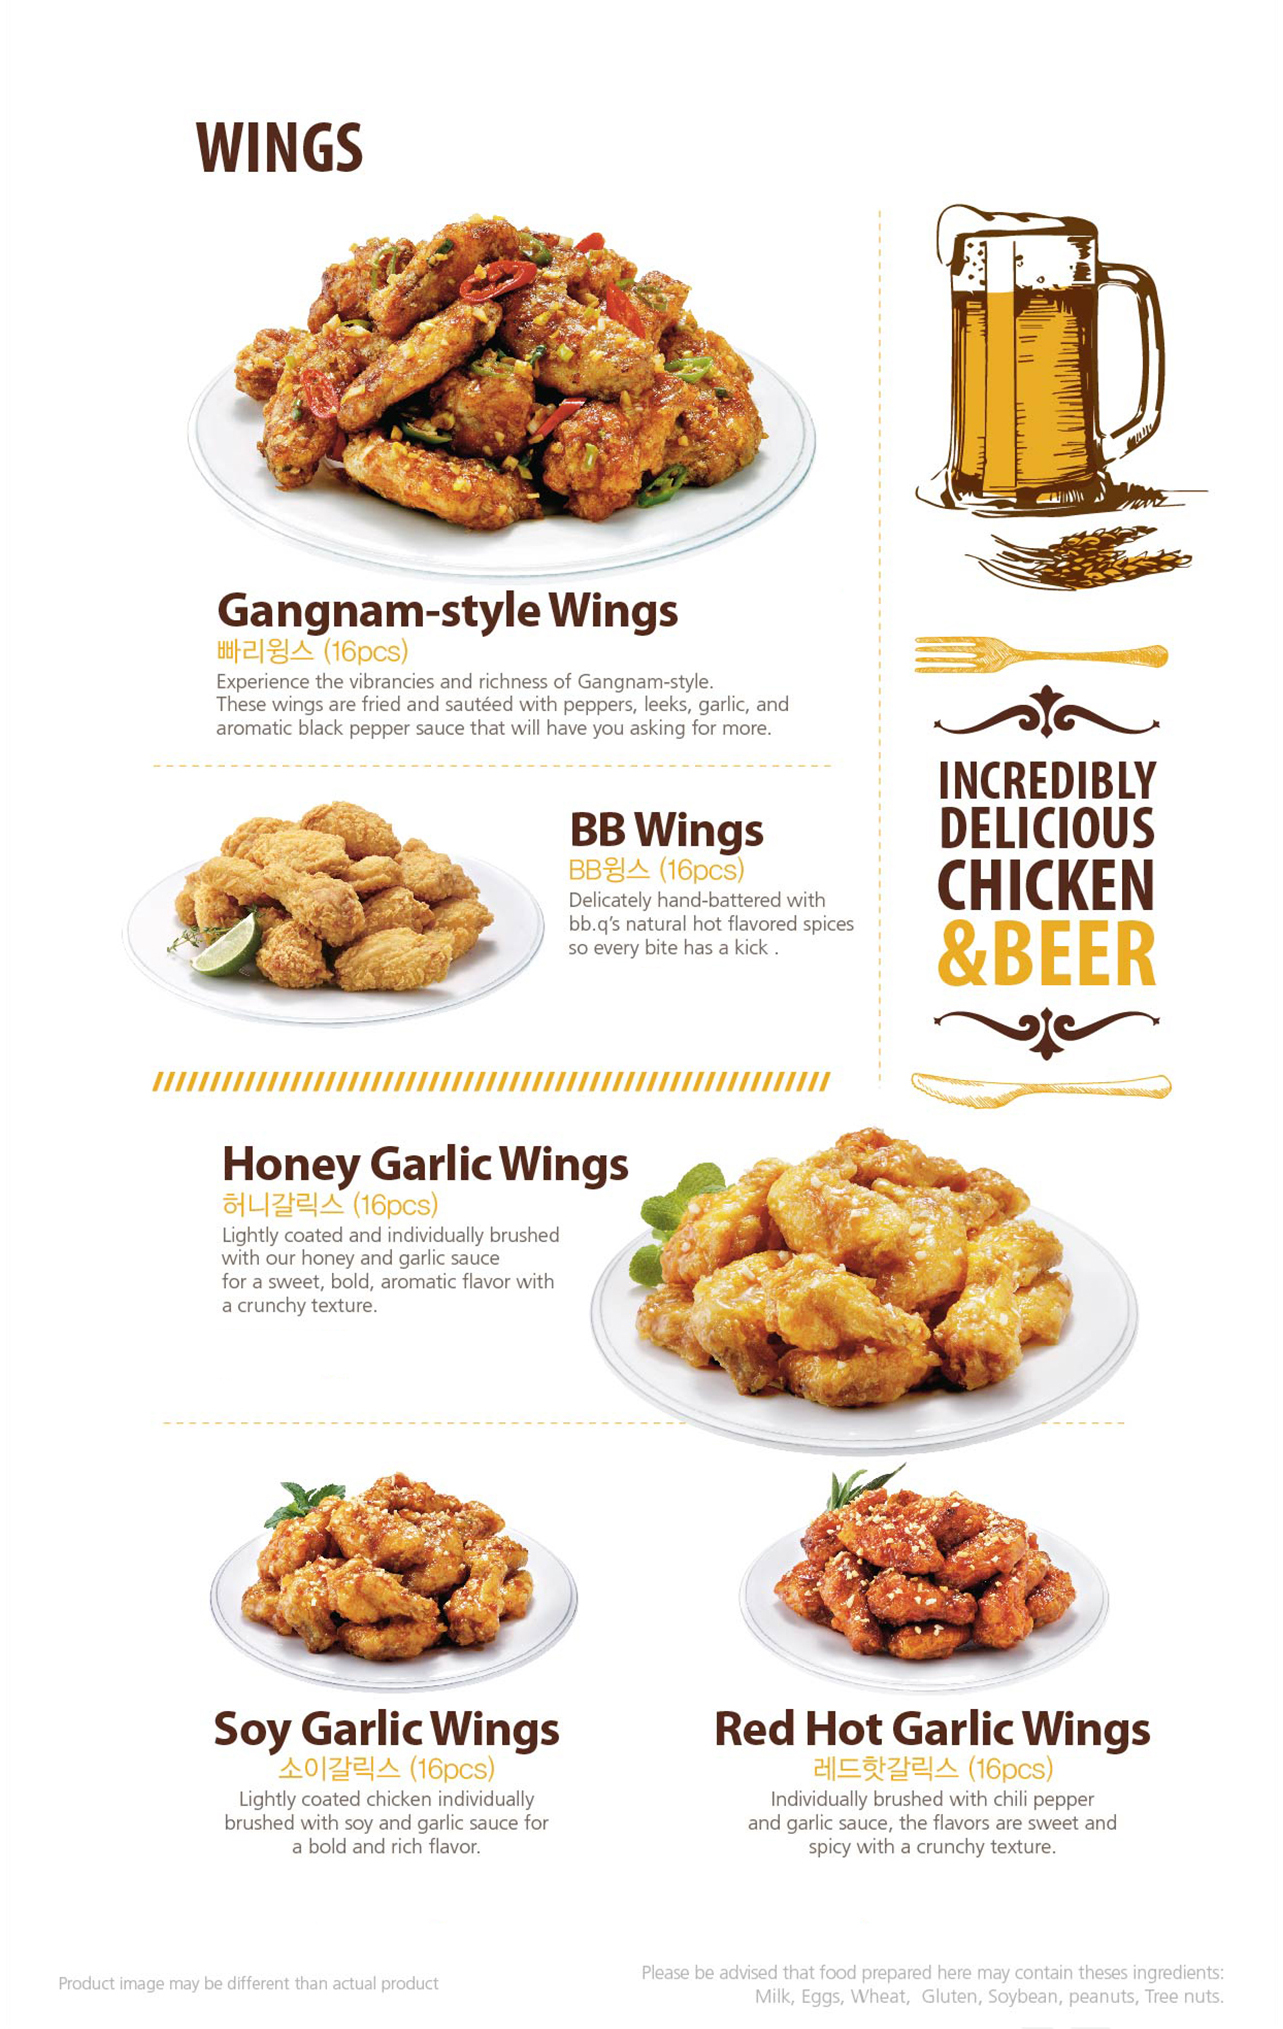 WINGS
Gangnam-style Wings
빠리윙스 (16pcs)
Experience the vibrancies and richness of Gangnam-style.
These wings are fried and sautéed with peppers, leeks, garlic, and
aromatic black pepper sauce that will have you asking for more.
BB Wings
BB윙스 (16pcs)
Delicately hand-battered with
bb.q's natural hot flavored spices
so every bite has a kick .
INCREDIBLY
DELICIOUS
CHICKEN
&BEER
Honey Garlic Wings
허니갈릭스 (16pcs)
Lightly coated and individually brushed
with our honey and garlic sauce
for a sweet, bold, aromatic flavor with
a crunchy texture.
Soy Garlic Wings
소이갈릭스 (16pcs)
Lightly coated chicken individually
brushed with soy and garlic sauce for
a bold and rich flavor.
Red Hot Garlic Wings
레드핫갈릭스 (16pcs)
Individually brushed with chili pepper
and garlic sauce, the flavors are sweet and
spicy with a crunchy texture.
Product image may be different than actual product
Please be advised that food prepared here may contain theses ingredients:
Milk, Eggs, Wheat, Gluten, Soybean, peanuts, Tree nuts.